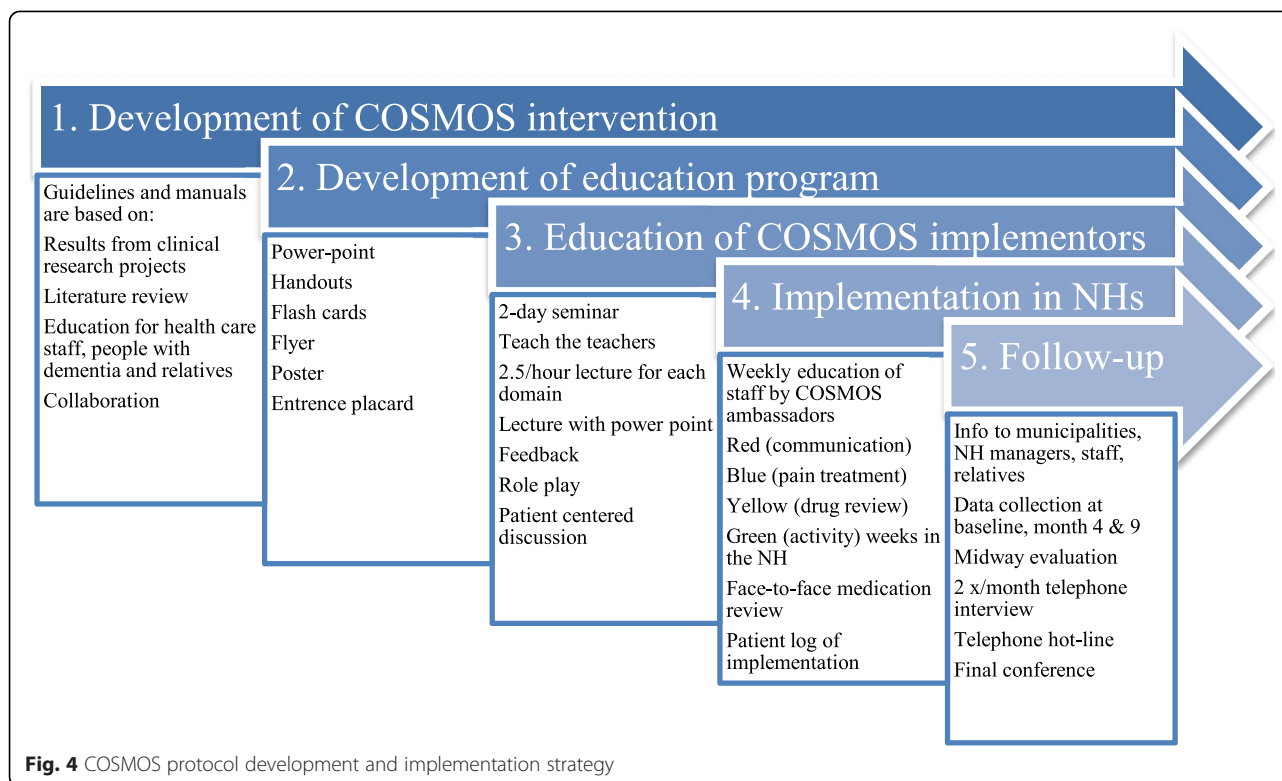 1. Development of COSMOS intervention
Guidelines and manuals
are based on:
Results from clinical
research projects
Literature review
Education for health care
staff, people with
dementia and relatives
Collaboration
2. Development of education program
Power-point
Handouts
Flash cards
Flyer
Poster
Entrence placard
3. Education of COSMOS implementors
2-day seminar
Teach the teachers
2.5/hour lecture for each
domain
Lecture with power point
Feedback
Role play
Patient centered
discussion
4. Implementation in NHs
Weekly education of
staff by COSMOS
ambassadors
Red (communication)
Blue (pain treatment)
Yellow (drug review)
Green (activity) weeks in
the NH
Face-to-face medication
review
Patient log of
implementation
5. Follow-up
Info to municipalities,
NH managers, staff,
relatives
Data collection at
baseline, month 4 & 9
Midway evaluation
2 x/month telephone
interview
Telephone hot-line
Final conference
Fig. 4 COSMOS protocol development and implementation strategy